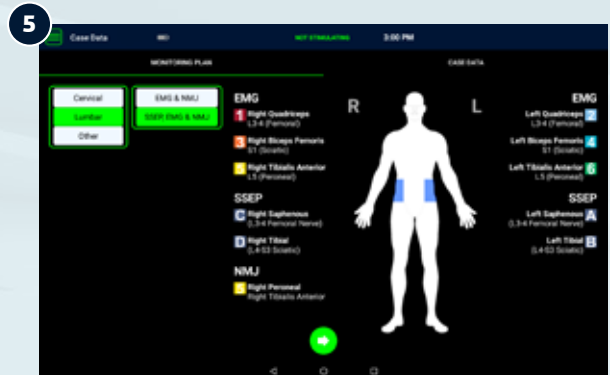 5
Case Data
NOT STIMULATING
3:00 PM
MONITORING PLAN
CASE DATA
Cervical
Lumbar
Other
EMG & NMJ
SSEP, EMG & NMJ
EMG
1 Right Quadriceps
L3-4 (Femoral)
3 Right Biceps Femoris
S1 (Sciatic)
5 Right Tibialis Anterior
L5 (Peroneal)
SSEP
C Right Saphenous
(L3-4 Femoral Nerve)
D Right Tibial
(L4-S3 Sciatic)
NMJ
5 Right Peroneal
Right Tibialis Anterior
R
L
EMG
Left Quadriceps 2
L3-4 (Femoral)
Left Biceps Femoris 4
S1 (Sciatic)
Left Tibialis Anterior 6
L5 (Peroneal)
SSEP
Left Saphenous A
(L3-4 Femoral Nerve)
Left Tibial B
(L4-S3 Sciatic)